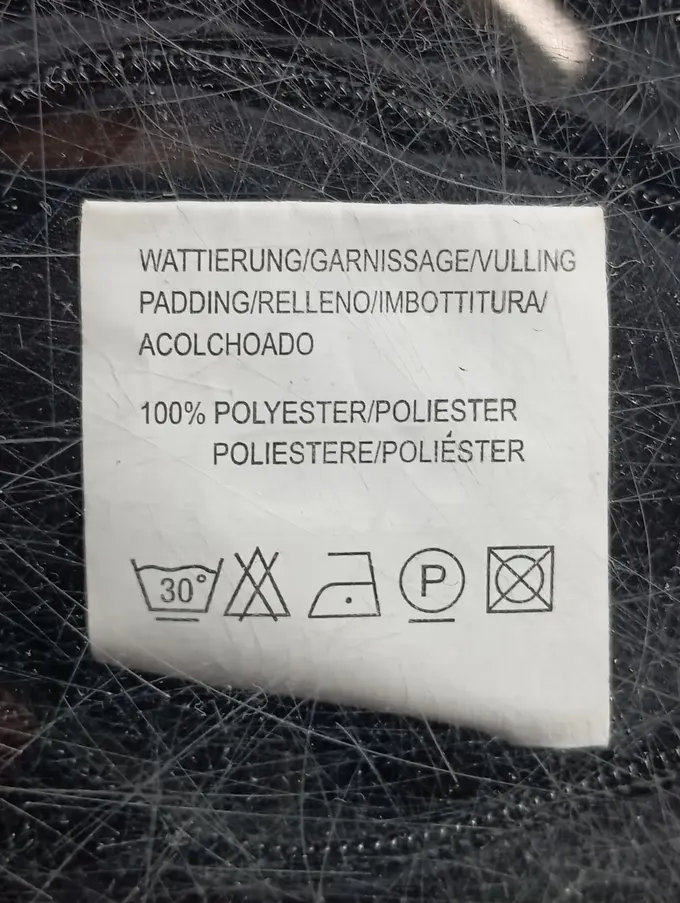 WATTIERUNG/GARNISSAGE/VULLING
PADDING/RELLENO/IMBOTTITURA/
ACOLCHOADO
100% POLYESTER/POLIESTER
POLIESTERE/POLIÉSTER
30° P